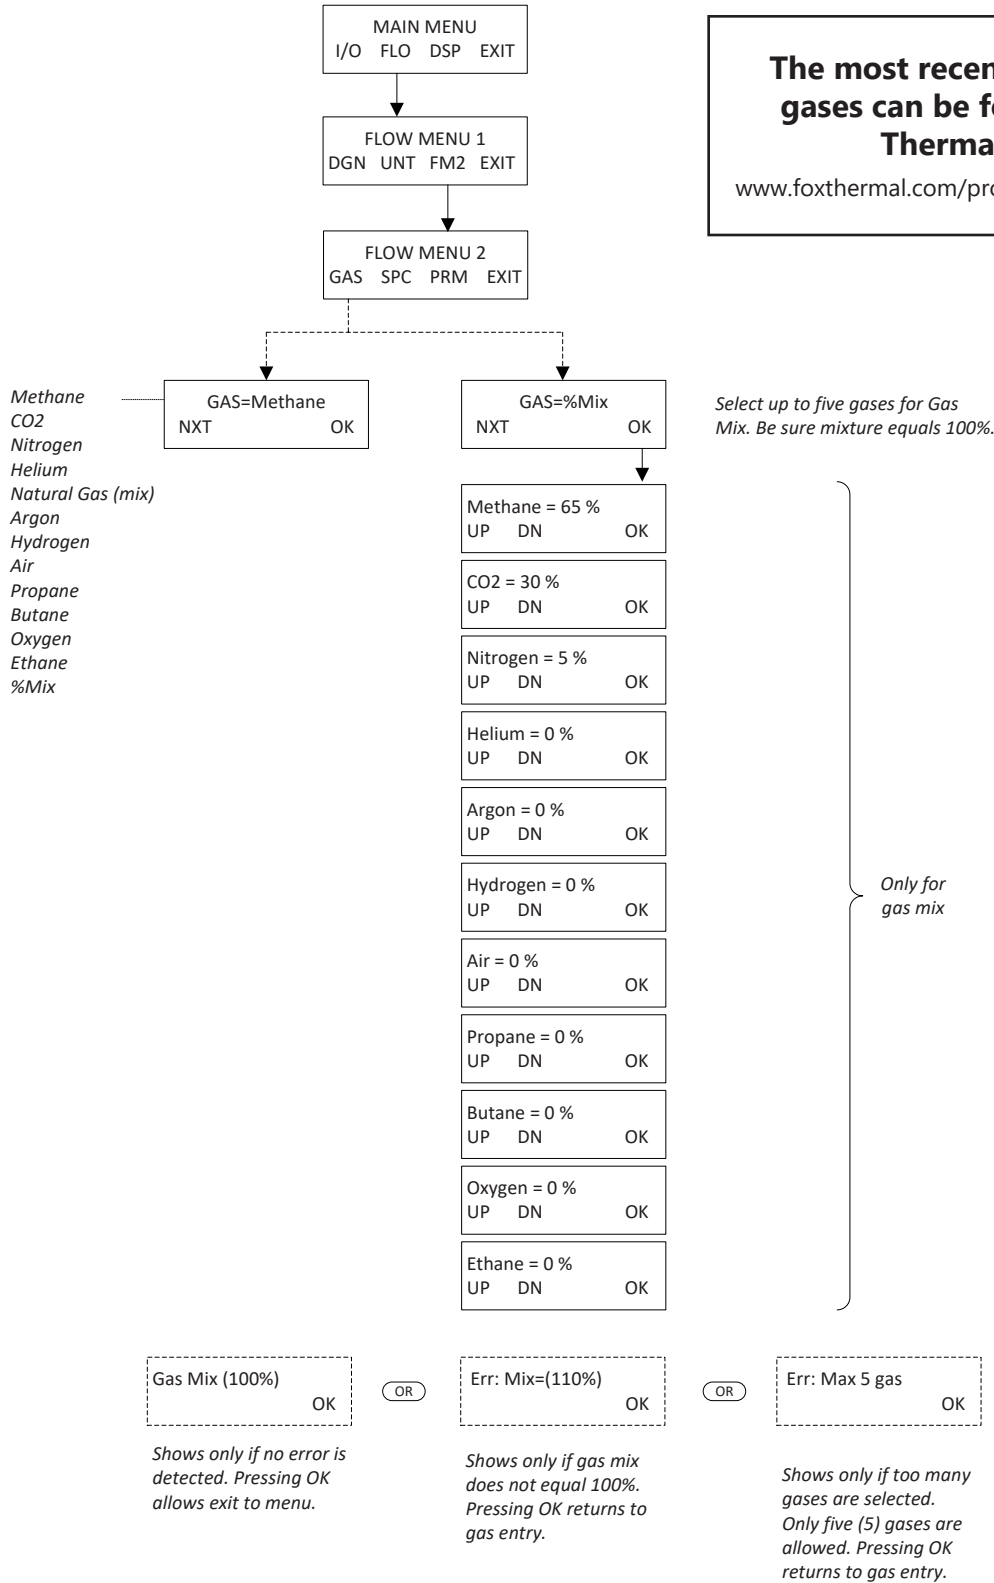 MAIN MENU
I/O FLO DSP EXIT
The most recen
gases can be f
Therma
www.foxthermal.com/pro
FLOW MENU 1
DGN UNT FM2 EXIT
FLOW MENU 2
GAS SPC PRM EXIT
Methane
CO2
Nitrogen
Helium
Natural Gas (mix)
Argon
Hydrogen
Air
Propane
Butane
Oxygen
Ethane
%Mix
GAS=Methane
NXT OK
GAS=%Mix
NXT OK
Select up to five gases for Gas
Mix. Be sure mixture equals 100%.
Methane = 65 %
UP DN OK
CO2 = 30 %
UP DN OK
Nitrogen = 5 %
UP DN OK
Helium = 0 %
UP DN OK
Argon = 0 %
UP DN OK
Hydrogen = 0 %
UP DN OK
Air = 0 %
UP DN OK
Propane = 0 %
UP DN OK
Butane = 0 %
UP DN OK
Oxygen = 0 %
UP DN OK
Ethane = 0 %
UP DN OK
Only for
gas mix
Gas Mix (100%)
OK
OR
Err: Mix=(110%)
OK
OR
Err: Max 5 gas
OK
Shows only if no error is
detected. Pressing OK
allows exit to menu.
Shows only if gas mix
does not equal 100%.
Pressing OK returns to
gas entry.
Shows only if too many
gases are selected.
Only five (5) gases are
allowed. Pressing OK
returns to gas entry.